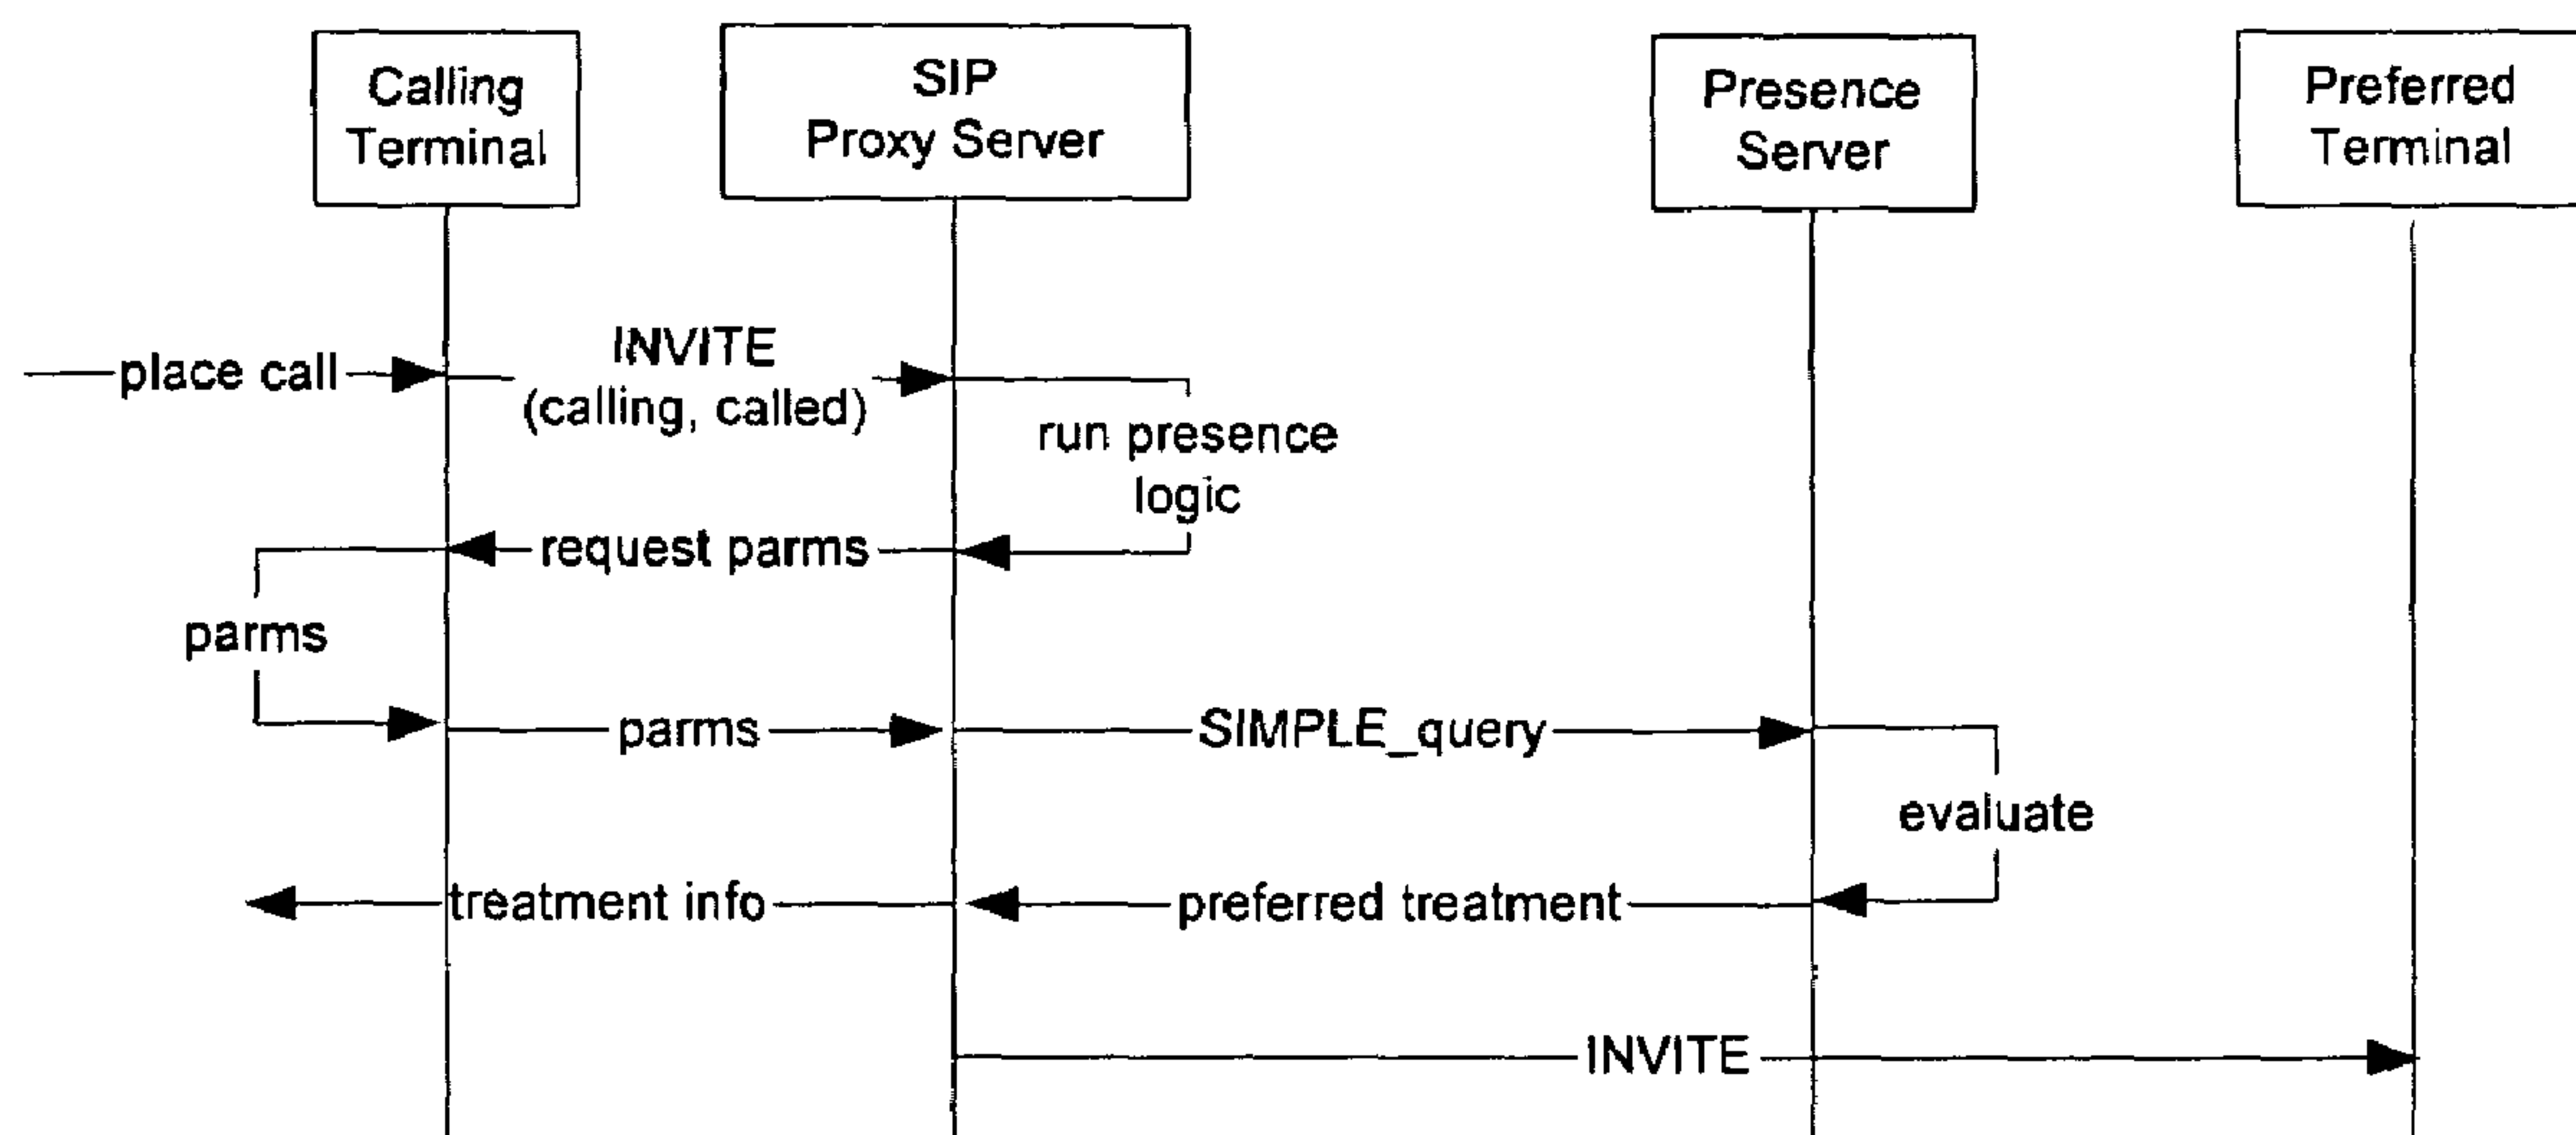 Calling
Terminal
SIP
Proxy Server
Presence
Server
Preferred
Terminal
place call
INVITE
(calling, called)
run presence
logic
request parms
parms
parms
SIMPLE_query
evaluate
treatment info
preferred treatment
INVITE